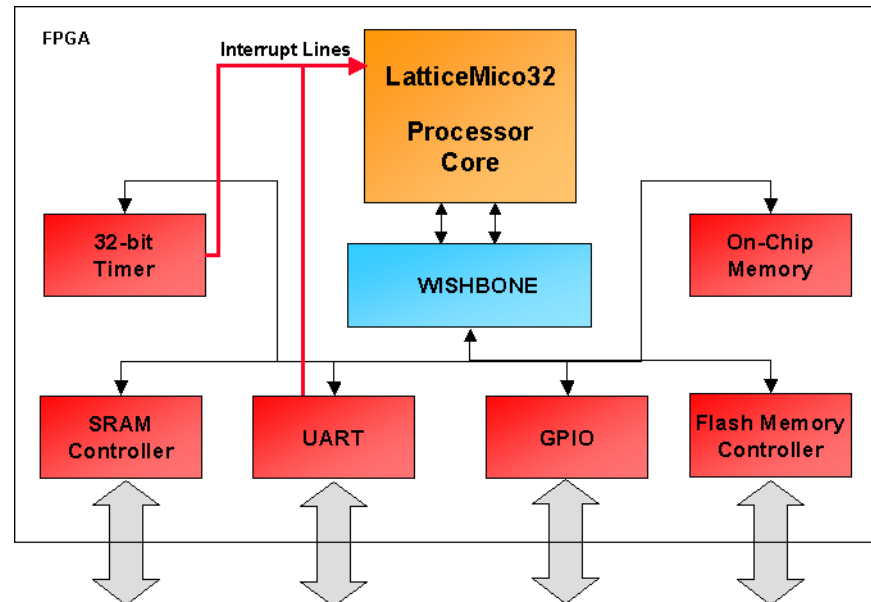 FPGA
Interrupt Lines
LatticeMico32
Processor
Core
32-bit
Timer
On-Chip
Memory
WISHBONE
SRAM
Controller
UART
GPIO
Flash Memory
Controller